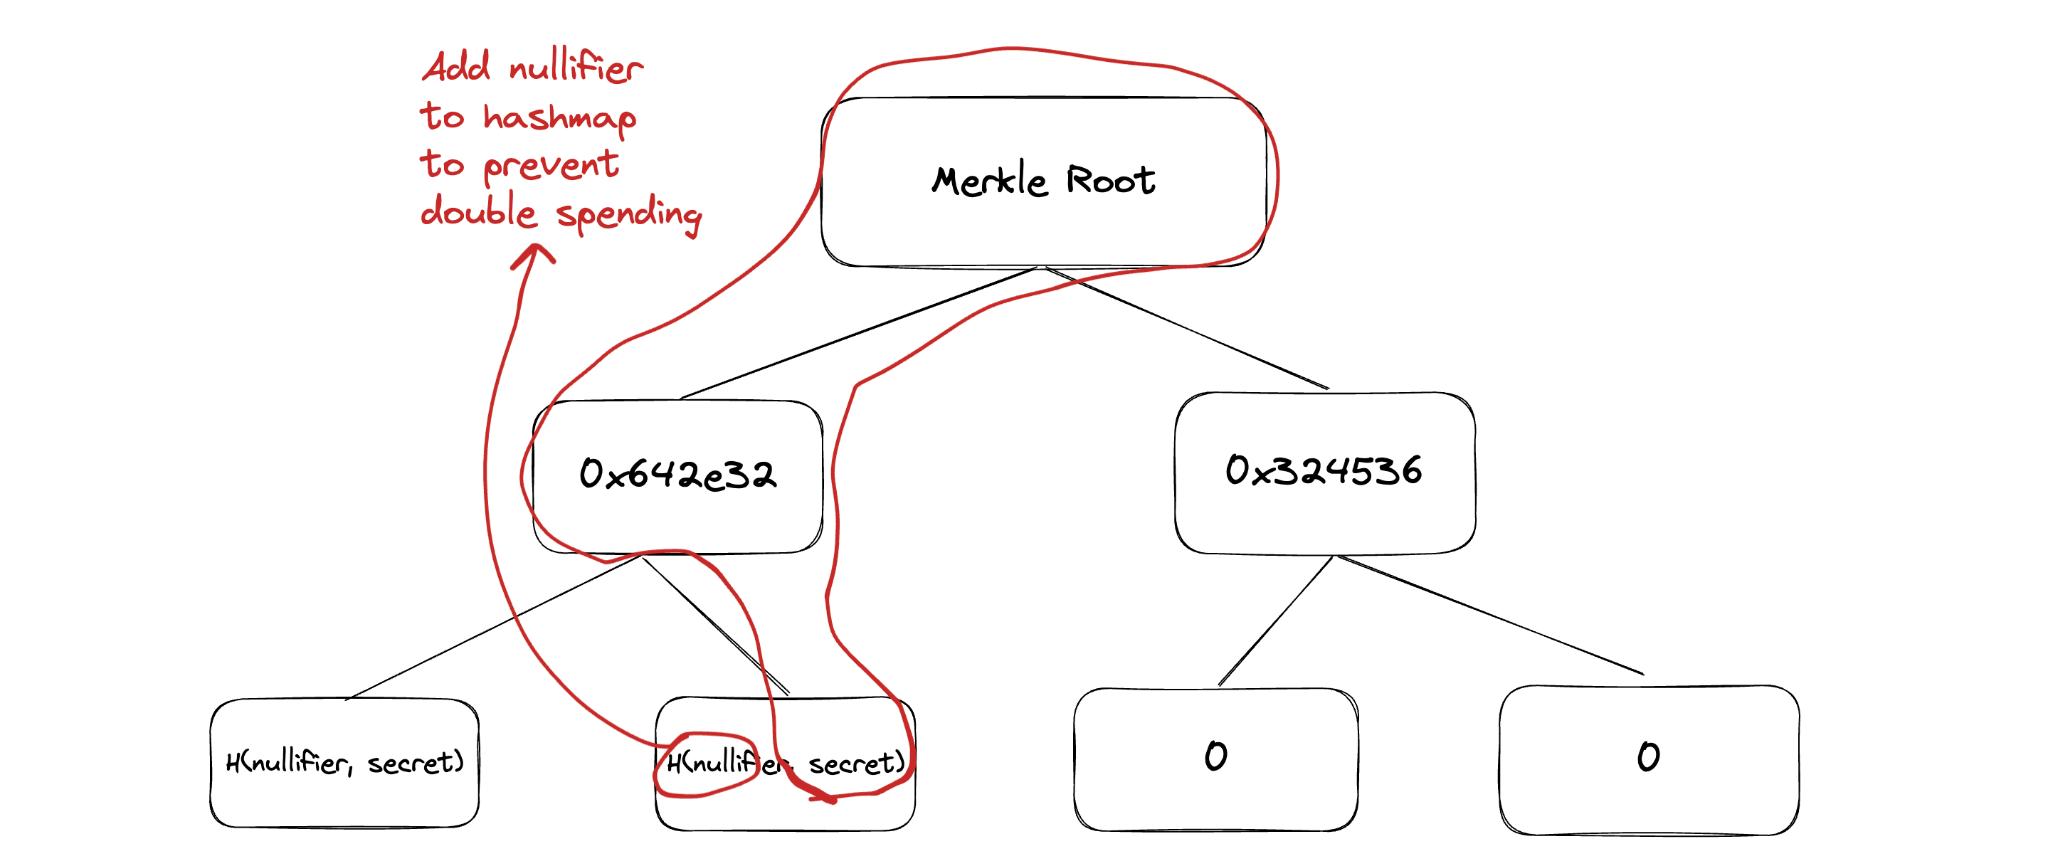 Add nullifier
to hashmap
to prevent
double spending
Merkle Root
0x642e32
0x324536
H(nullifier, secret)
H(nullifier, secret)
0
0